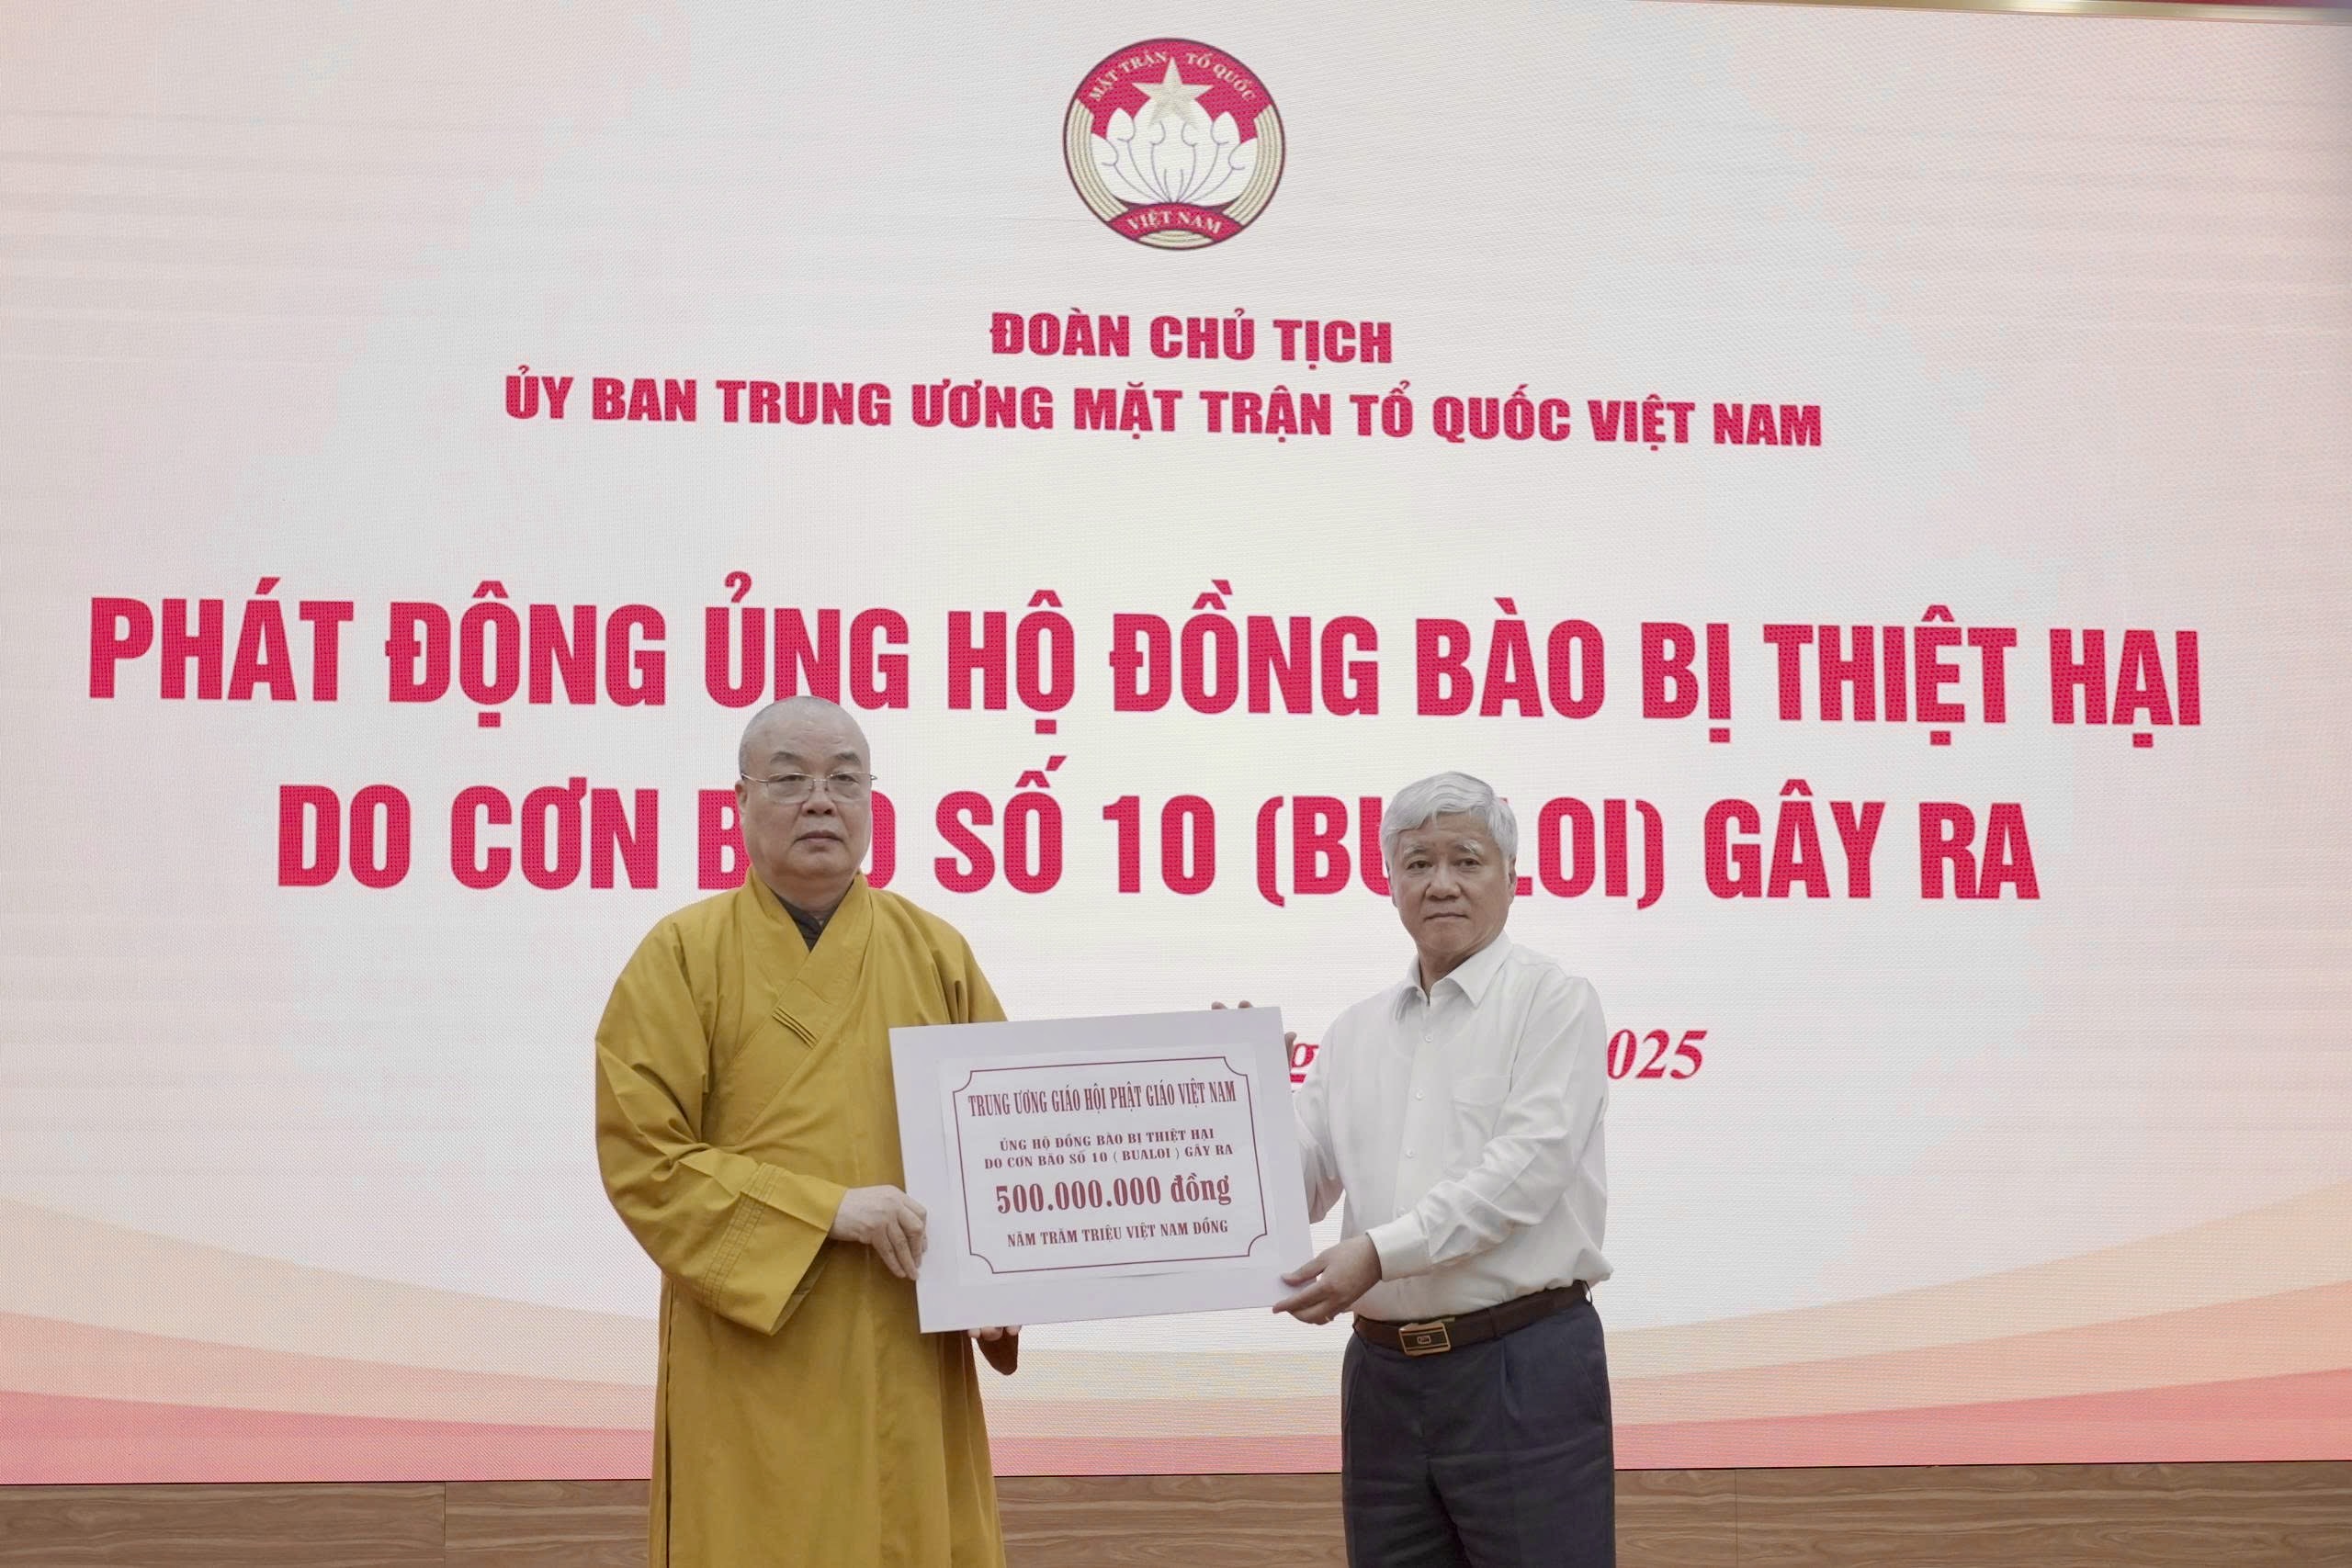 MẶT TRẬN TỔ QUỐC
VIỆT NAM
ĐOÀN CHỦ TỊCH
ỦY BAN TRUNG ƯƠNG MẶT TRẬN TỔ QUỐC VIỆT NAM
PHÁT ĐỘNG ỦNG HỘ ĐỒNG BÀO BỊ THIỆT HẠI
DO CƠN SỐ 10 GÂY RA
TRUNG ƯƠNG GIÁO HỘI PHẬT GIÁO VIỆT NAM
ỦNG HỘ ĐỒNG BÀO BỊ THIỆT HẠI
DO CƠN BÃO SỐ 10 ( BUALOI ) GÂY RA
500.000.000 đồng
NĂM TRĂM TRIỆU VIỆT NAM ĐỒNG